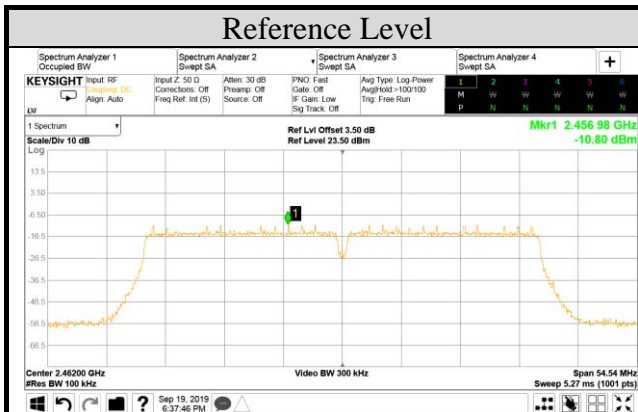 Reference Level
Spectrum Analyzer 1
Occupied BW
Spectrum Analyzer 2
Swept SA
Spectrum Analyzer 3
Swept SA
Spectrum Analyzer 4
Swept SA
+
KEYSIGHT
Input: RF
Coupling: DC
Align: Auto
Input Z: 50 Ω
Corrections: Off
Freq Ref: Int (S)
Atten: 30 dB
Preamp: Off
Source: Off
PNO: Fast
Gate: Off
IF Gain: Low
Sig Track: Off
Avg Type: Log-Power
Avg|Hold:>100/100
Trig: Free Run
1 2 3 4 5 6
M W W W W W
P N N N N N
LXI
1 Spectrum
Scale/Div 10 dB
Ref Lvl Offset 3.50 dB
Ref Level 23.50 dBm
Mkr1 2.456 98 GHz
-10.80 dBm
Log
13.5
3.50
-6.50
-16.5
-26.5
-36.5
-46.5
-56.5
-66.5
1
Center 2.46200 GHz
#Res BW 100 kHz
Video BW 300 kHz
Span 54.54 MHz
Sweep 5.27 ms (1001 pts)
?
Sep 19, 2019
6:37:46 PM